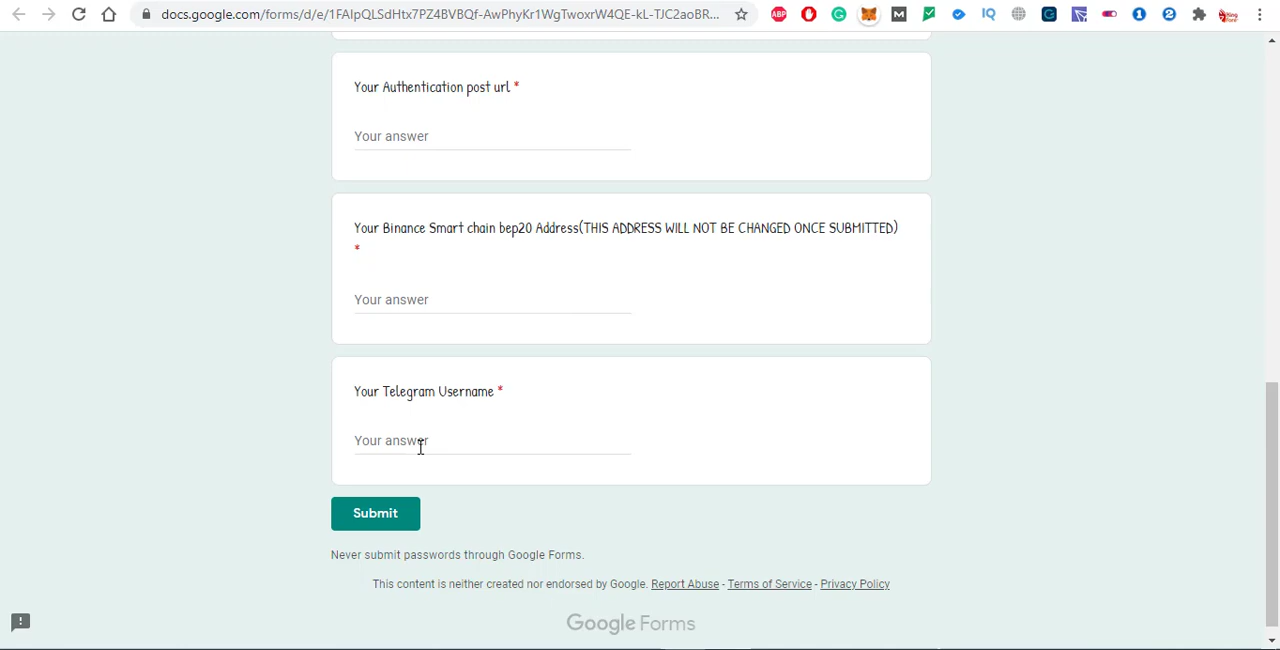 docs.google.com/forms/d/e/1FAIpQLSdHte7PZ4BVBOf-AwPhyKr1WgTwoxrW4QE-kL-TJC2aoBR...
Your Authentication post url *
Your answer
Your Binance Smart chain bep20 Address(THIS ADDRESS WILL NOT BE CHANGED ONCE SUBMITTED)
*
Your answer
Your Telegram Username *
Your answer
Submit
Never submit passwords through Google Forms.
This content is neither created nor endorsed by Google. Report Abuse - Terms of Service - Privacy Policy
Google Forms